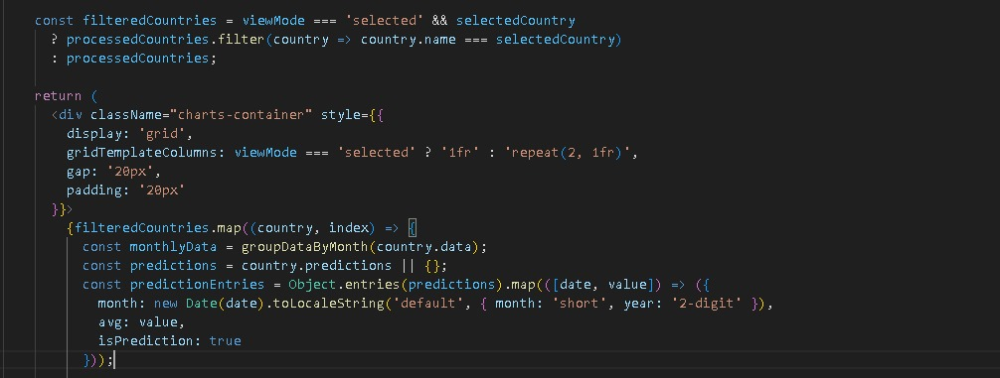 const filteredCountries = viewMode === 'selected' && selectedCountry
? processedCountries.filter(country => country.name === selectedCountry)
: processedCountries;
return (
<div className="charts-container" style={{
display: 'grid',
gridTemplateColumns: viewMode === 'selected' ? '1fr' : 'repeat(2, 1fr)',
gap: '20px',
padding: '20px'
}}>
{filteredCountries.map((country, index) => {
const monthlyData = groupDataByMonth(country.data);
const predictions = country.predictions || {};
const predictionEntries = Object.entries(predictions).map(([date, value]) => ({
month: new Date(date).toLocaleString('default', { month: 'short', year: '2-digit' }),
avg: value,
isPrediction: true
}));